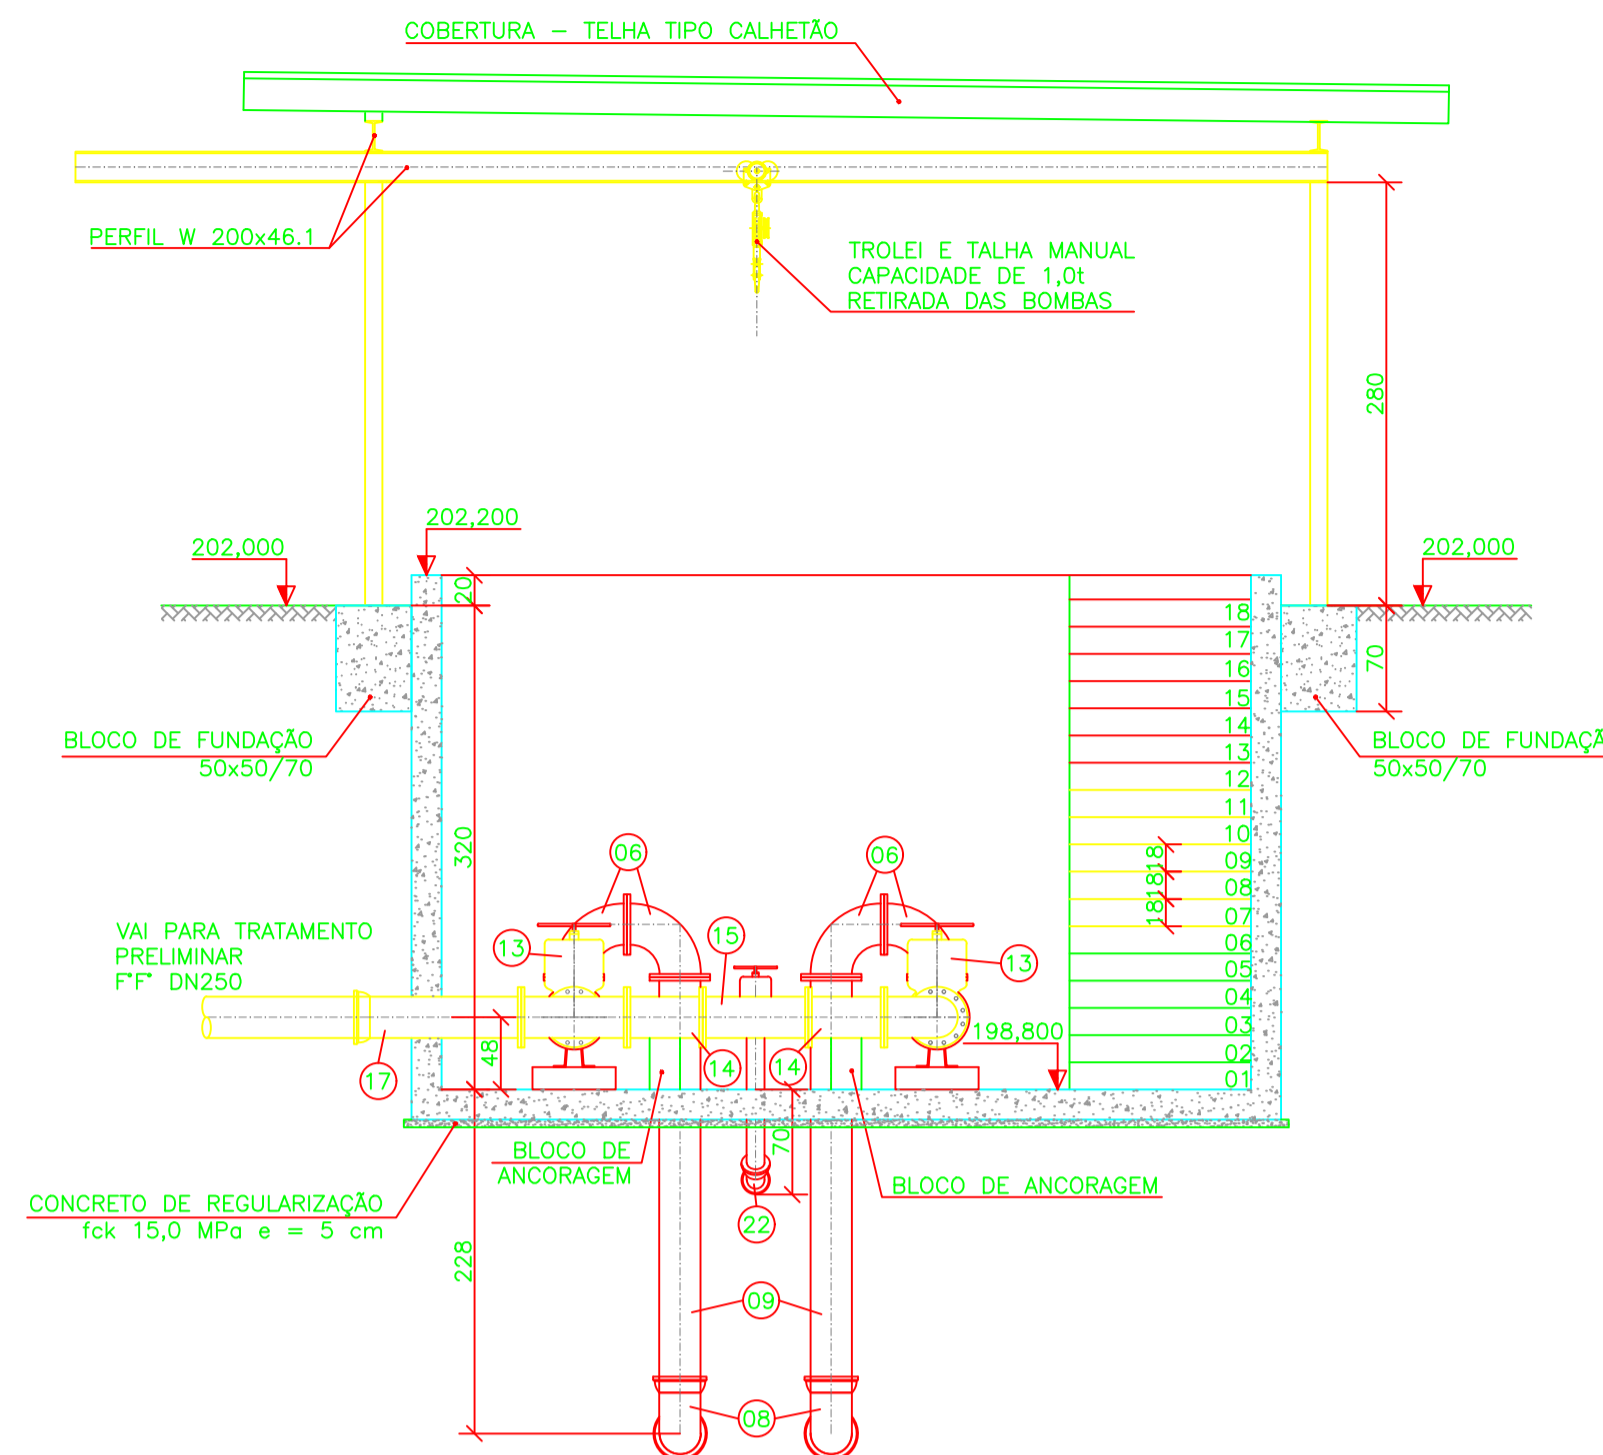 COBERTURA - TELHA TIPO CALHETÃO
PERFIL W 200x46.1
TROLEI E TALHA MANUAL
CAPACIDADE DE 1,0t
RETIRADA DAS BOMBAS
280
202,200
202,000
202,000
20
18
17
16
15
14
13
12
11
10
09
08
07
06
05
04
03
02
01
70
BLOCO DE FUNDAÇÃO
50x50/70
BLOCO DE FUNDAÇÃ
50x50/70
320
18
18
18
06
06
VAI PARA TRATAMENTO
PRELIMINAR
F°F° DN250
13
15
13
198,800
48
17
14
14
70
BLOCO DE
ANCORAGEM
BLOCO DE ANCORAGEM
CONCRETO DE REGULARIZAÇÃO
fck 15,0 MPa e = 5 cm
22
228
09
08